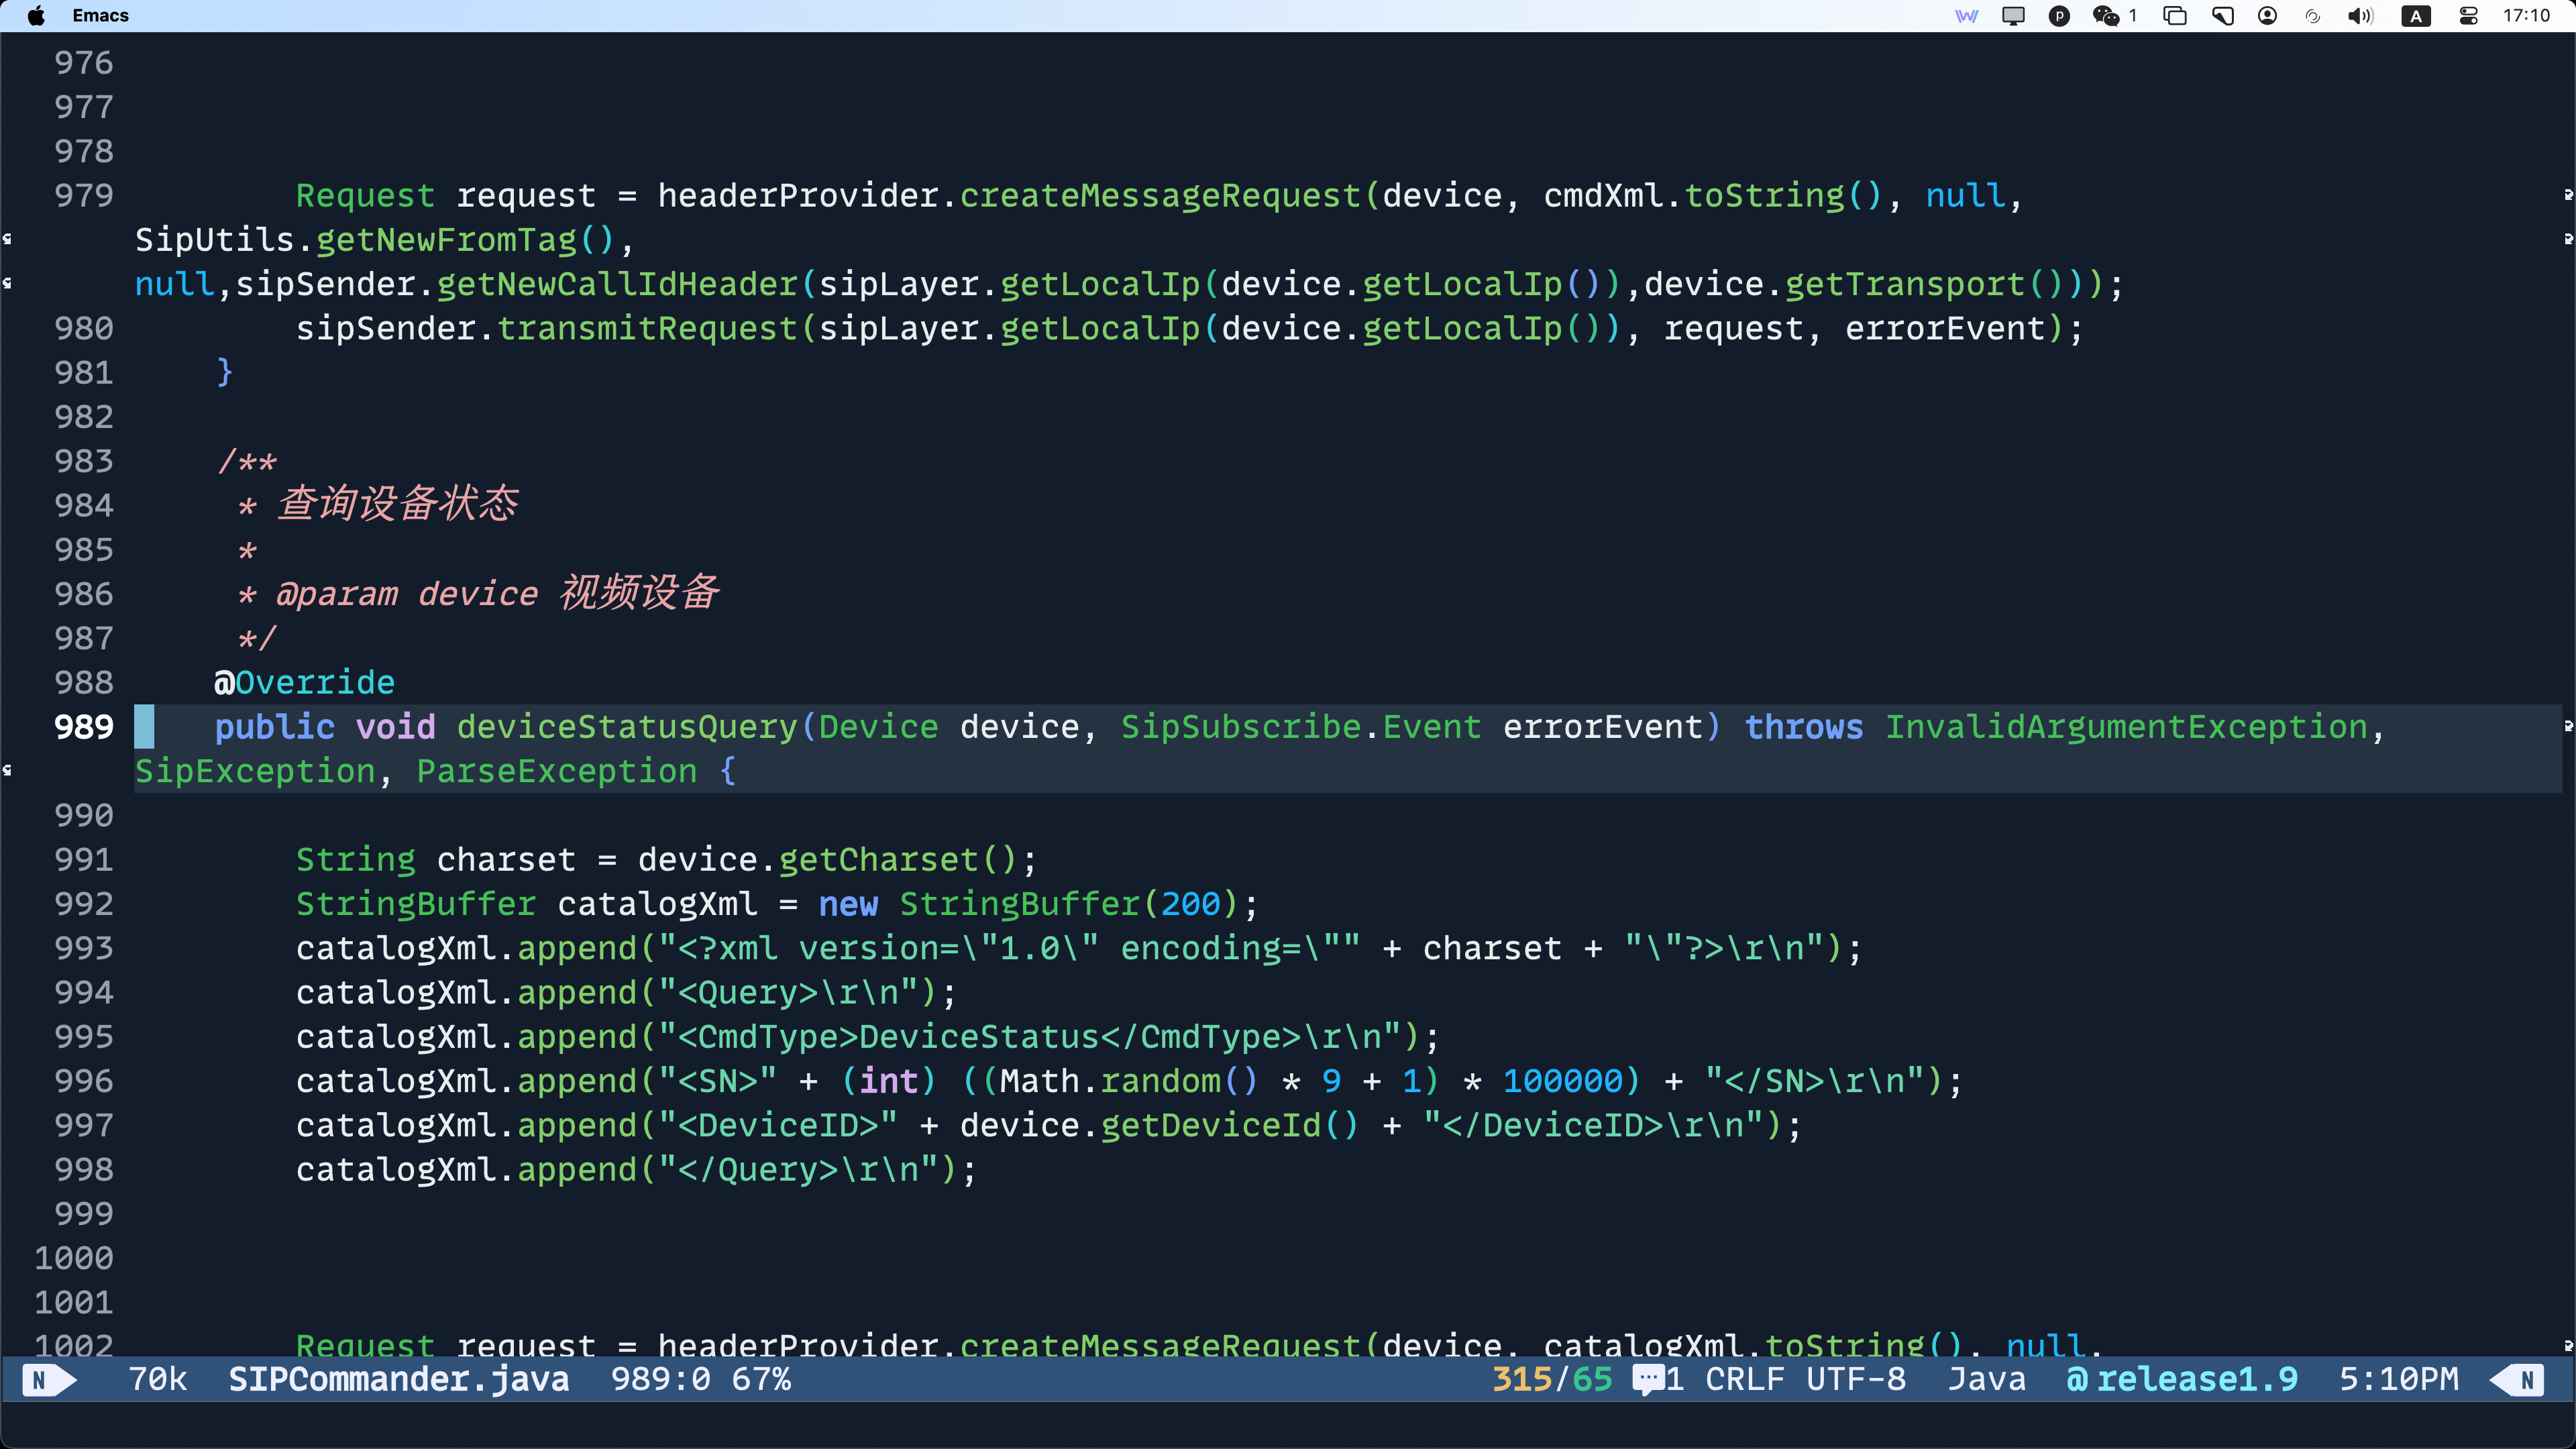 Emacs
1
A
17:10
976
977
978
979 Request request = headerProvider.createMessageRequest(device, cmdXml.toString(), null,
SipUtils.getNewFromTag(),
null,sipSender.getNewCallIdHeader(sipLayer.getLocalIp(device.getLocalIp()),device.getTransport()));
980 sipSender.transmitRequest(sipLayer.getLocalIp(device.getLocalIp()), request, errorEvent);
981 }
982
983 /**
984 * 查询设备状态
985 *
986 * @param device 视频设备
987 */
988 @Override
989 public void deviceStatusQuery(Device device, SipSubscribe.Event errorEvent) throws InvalidArgumentException,
SipException, ParseException {
990
991 String charset = device.getCharset();
992 StringBuffer catalogXml = new StringBuffer(200);
993 catalogXml.append("<?xml version=\"1.0\" encoding=\"" + charset + "\"?>\r\n");
994 catalogXml.append("<Query>\r\n");
995 catalogXml.append("<CmdType>DeviceStatus</CmdType>\r\n");
996 catalogXml.append("<SN>" + (int) ((Math.random() * 9 + 1) * 100000) + "</SN>\r\n");
997 catalogXml.append("<DeviceID>" + device.getDeviceId() + "</DeviceID>\r\n");
998 catalogXml.append("</Query>\r\n");
999
1000
1001
1002 Request request = headerProvider.createMessageRequest(device, catalogXml.toString(), null,
N 70k SIPCommander.java 989:0 67% 315/65 1 CRLF UTF-8 Java @release1.9 5:10PM N